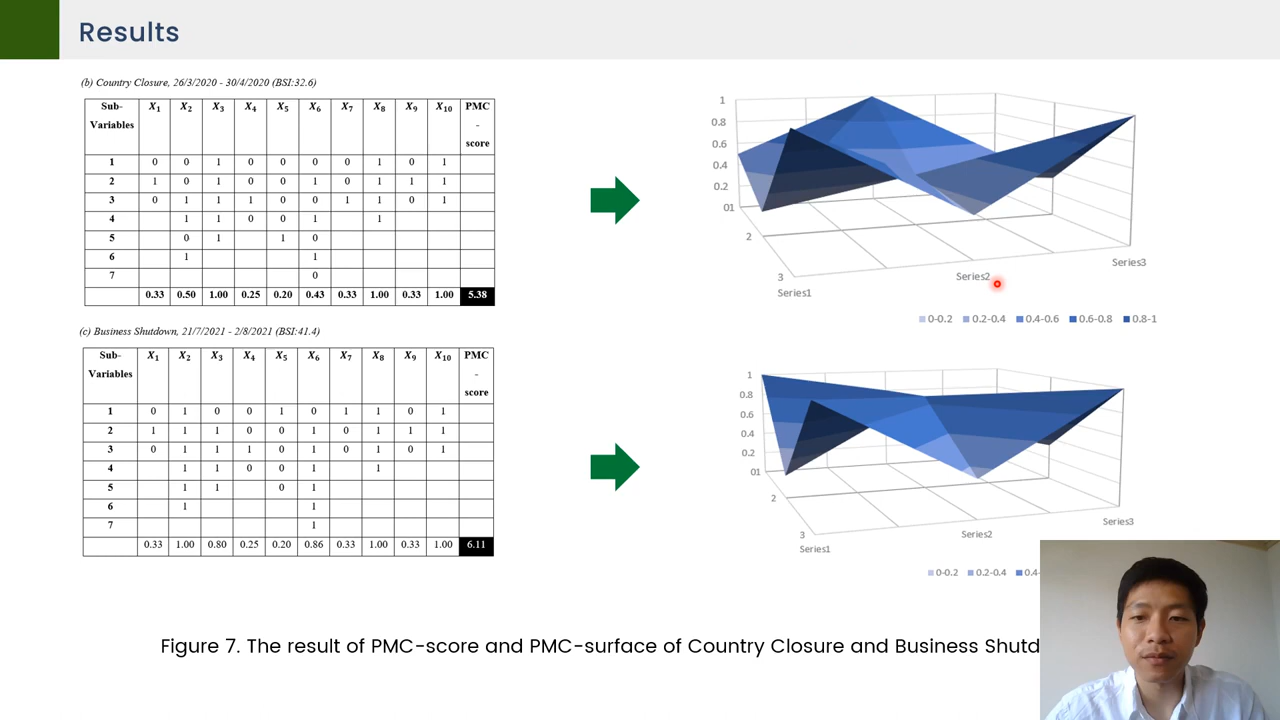 Results
(b) Country Closure, 26/3/2020 - 30/4/2020 (BSI:32.6)
Sub-Variables X1 X2 X3 X4 X5 X6 X7 X8 X9 X10 PMC-score
1 0 0 1 0 0 0 0 1 0 1
2 1 0 1 0 0 1 0 1 1 1
3 0 1 1 1 0 0 1 1 0 1
4 1 1 0 0 1 1
5 0 1 1 0
6 1 1
7 0
0.33 0.50 1.00 0.25 0.20 0.43 0.33 1.00 0.33 1.00 5.38
1
0.8
0.6
0.4
0.2
01
2
3
Series1
Series2
Series3
0-0.2 0.2-0.4 0.4-0.6 0.6-0.8 0.8-1
(c) Business Shutdown, 21/7/2021 - 2/8/2021 (BSI:41.4)
Sub-Variables X1 X2 X3 X4 X5 X6 X7 X8 X9 X10 PMC-score
1 0 1 0 0 1 0 1 1 0 1
2 1 1 1 0 0 1 0 1 1 1
3 0 1 1 1 0 1 0 1 0 1
4 1 1 0 0 1 1
5 1 1 0 1
6 1 1
7 1
0.33 1.00 0.80 0.25 0.20 0.86 0.33 1.00 0.33 1.00 6.11
1
0.8
0.6
0.4
0.2
01
2
3
Series1
Series2
Series3
0-0.2 0.2-0.4 0.4-
Figure 7. The result of PMC-score and PMC-surface of Country Closure and Business Shutd